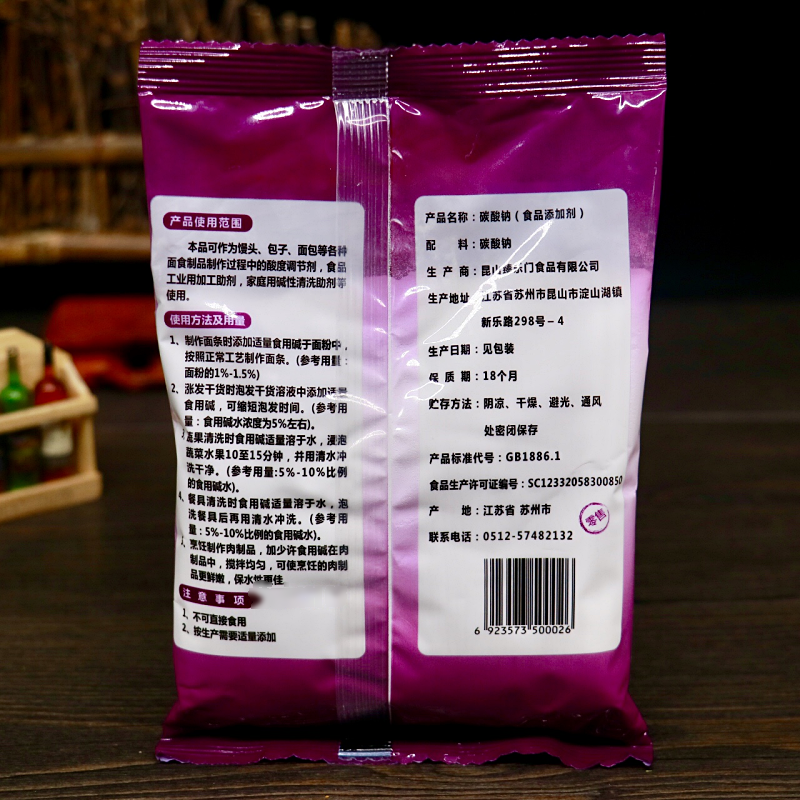 产品使用范围
本品可作为馒头、包子、面包等各种
面食制品制作过程中的酸度调节剂，食品
工业用加工助剂，家庭用碱性清洗助剂等
使用。
使用方法及用量
1、制作面条时添加适量食用碱于面粉中，
按照正常工艺制作面条。(参考用量：
面粉的1%-1.5%)
2、涨发干货时泡发干货溶液中添加适量
食用碱，可缩短泡发时间。(参考用
量：食用碱水浓度为5%左右)。
蔬果清洗时食用碱适量溶于水，浸泡
蔬菜水果10至15分钟，并用清水冲
洗干净。(参考用量:5%-10%比例
的食用碱水)。
4、餐具清洗时食用碱适量溶于水，泡
洗餐具后再用清水冲洗。(参考用
量：5%-10%比例的食用碱水)。
、烹饪制作肉制品，加少许食用碱在肉
制品中，搅拌均匀，可使烹饪的肉制
品更鲜嫩，保水性更佳
注意事项
1、不可直接食用
2、按生产需要适量添加
产品名称：碳酸钠（食品添加剂）
配 料：碳酸钠
生 产 商：昆山 乐门食品有限公司
生产地址：江苏省苏州市昆山市淀山湖镇
新乐路298号－4
生产日期：见包装
保 质 期：18个月
贮存方法：阴凉、干燥、避光、通风
处密闭保存
产品标准代号：GB1886.1
食品生产许可证编号：SC12332058300850
产 地：江苏省 苏州市
零售
联系电话：0512-57482132
6 923573 500026